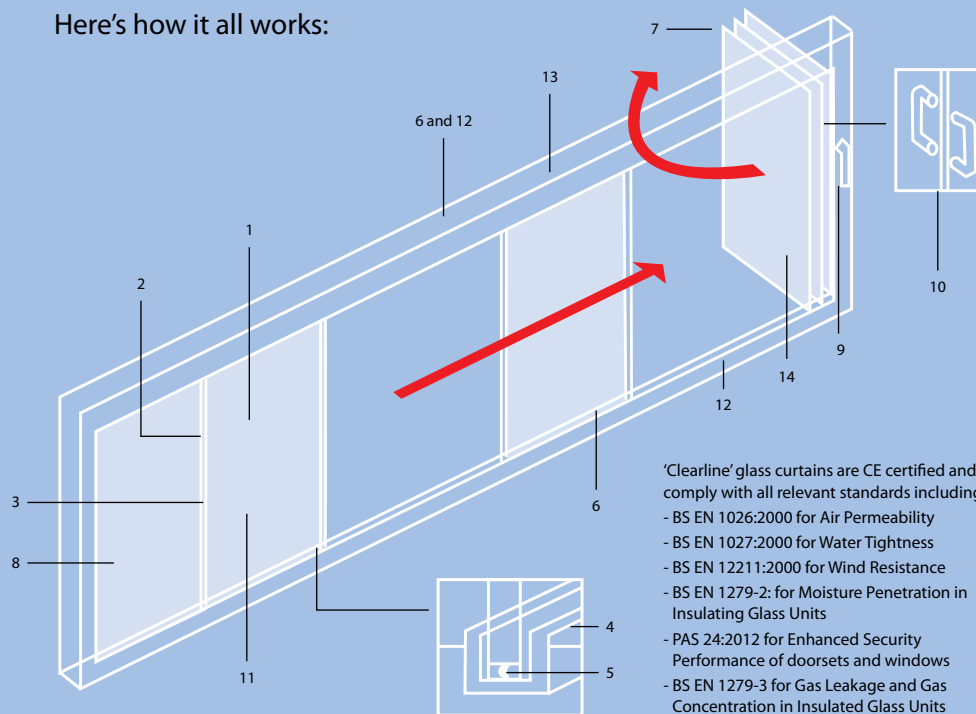 Here's how it all works:
7
13
6 and 12
1
2
10
9
14
12
3
6
8
11
4
5
'Clearline' glass curtains are CE certified and
comply with all relevant standards including
- BS EN 1026:2000 for Air Permeability
- BS EN 1027:2000 for Water Tightness
- BS EN 12211:2000 for Wind Resistance
- BS EN 1279-2: for Moisture Penetration in
Insulating Glass Units
- PAS 24:2012 for Enhanced Security
Performance of doorsets and windows
- BS EN 1279-3 for Gas Leakage and Gas
Concentration in Insulated Glass Units